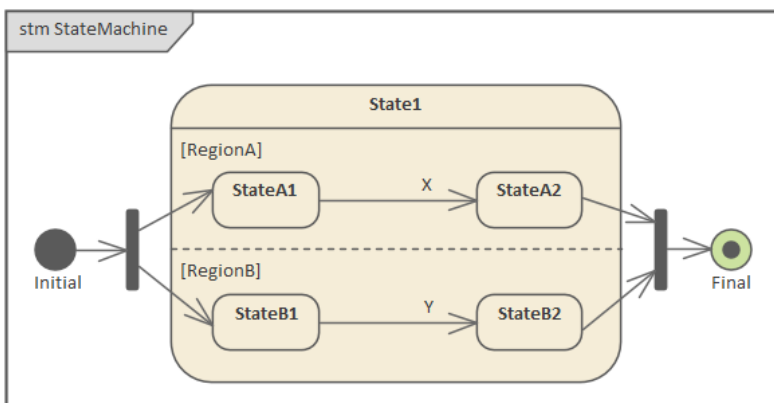 stm StateMachine
State1
[RegionA]
StateA1
X
StateA2
Initial
[RegionB]
StateB1
Y
StateB2
Final